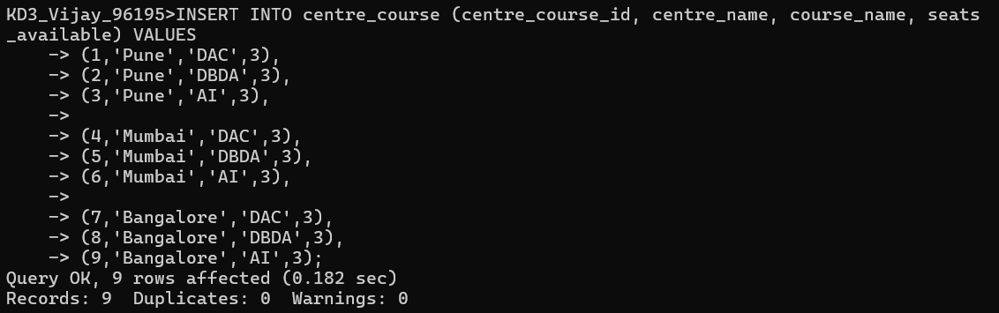 KD3_Vijay_96195>INSERT INTO centre_course (centre_course_id, centre_name, course_name, seats
_available) VALUES
    -> (1,'Pune','DAC',3),
    -> (2,'Pune','DBDA',3),
    -> (3,'Pune','AI',3),
    ->
    -> (4,'Mumbai','DAC',3),
    -> (5,'Mumbai','DBDA',3),
    -> (6,'Mumbai','AI',3),
    ->
    -> (7,'Bangalore','DAC',3),
    -> (8,'Bangalore','DBDA',3),
    -> (9,'Bangalore','AI',3);
Query OK, 9 rows affected (0.182 sec)
Records: 9  Duplicates: 0  Warnings: 0